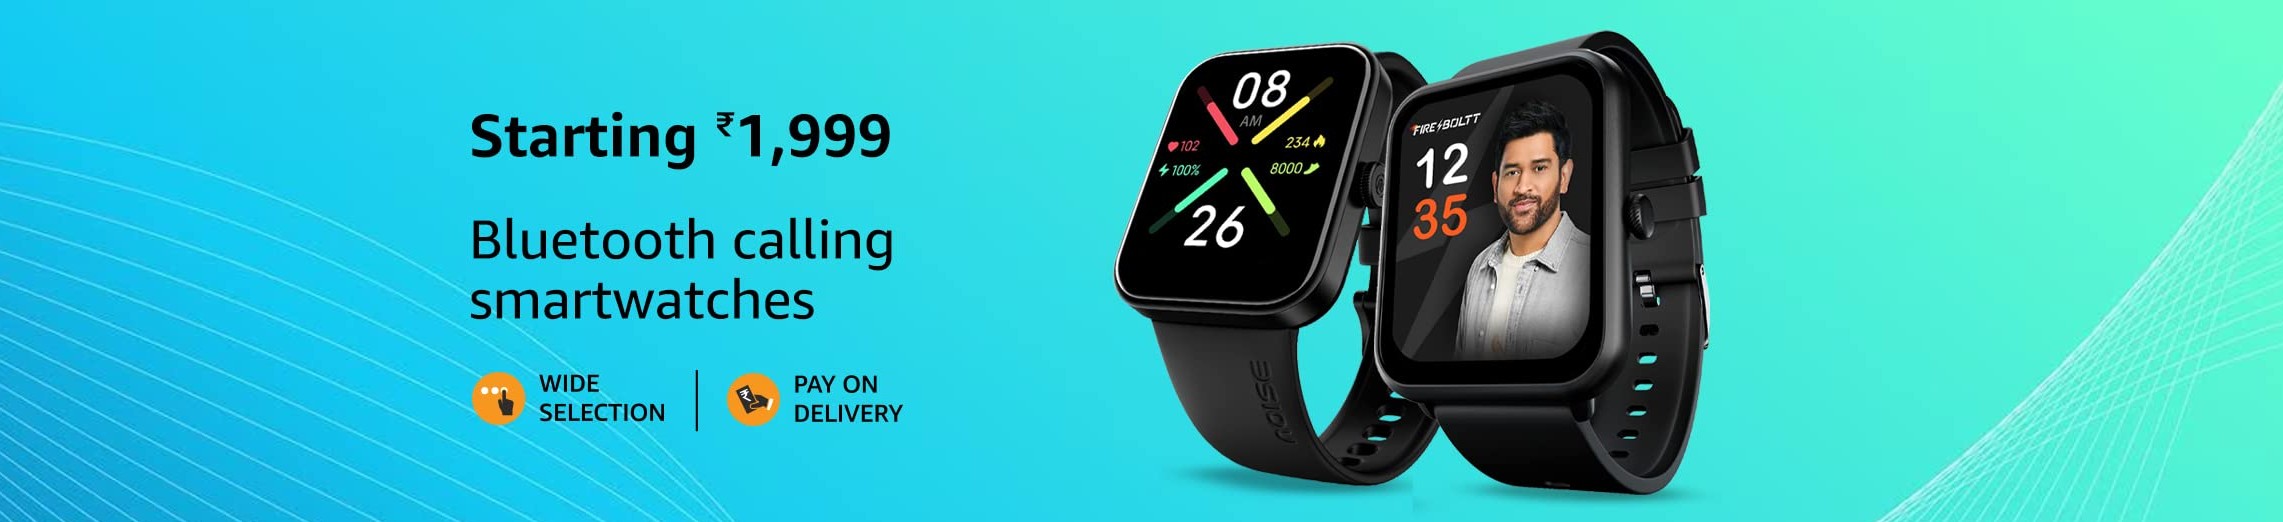 Starting ₹1,999
Bluetooth calling
smartwatches
WIDE
SELECTION
PAY ON
DELIVERY
08
AM
102
234
100%
8000
26
NOISE
FIRE BOLTT
12
35